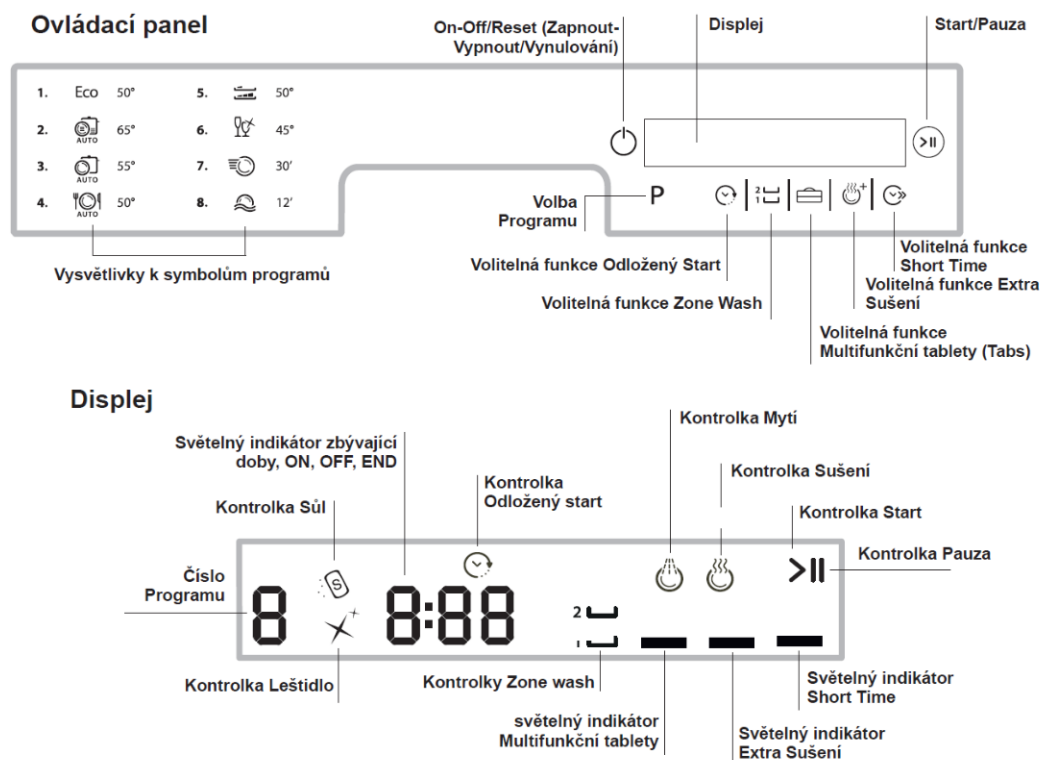 Ovládací panel
On-Off/Reset (Zapnout-
Vypnout/Vynulování)
Displej
Start/Pauza
1. Eco 50°
2. AUTO 65°
3. AUTO 55°
4. AUTO 50°
5. 50°
6. 45°
7. 30’
8. 12’
P
2
1
+
Volba
Programu
Vysvětlivky k symbolům programů
Volitelná funkce Odložený Start
Volitelná funkce Zone Wash
Volitelná funkce
Short Time
Volitelná funkce Extra
Sušení
Volitelná funkce
Multifunkční tablety (Tabs)
Displej
Světelný indikátor zbývající
doby, ON, OFF, END
Kontrolka Sůl
Kontrolka
Odložený start
Kontrolka Mytí
Kontrolka Sušení
Kontrolka Start
Kontrolka Pauza
Číslo
Programu
8 S 8:88
2
1
Kontrolka Leštidlo
Kontrolky Zone wash
světelný indikátor
Multifunkční tablety
Světelný indikátor
Short Time
Světelný indikátor
Extra Sušení